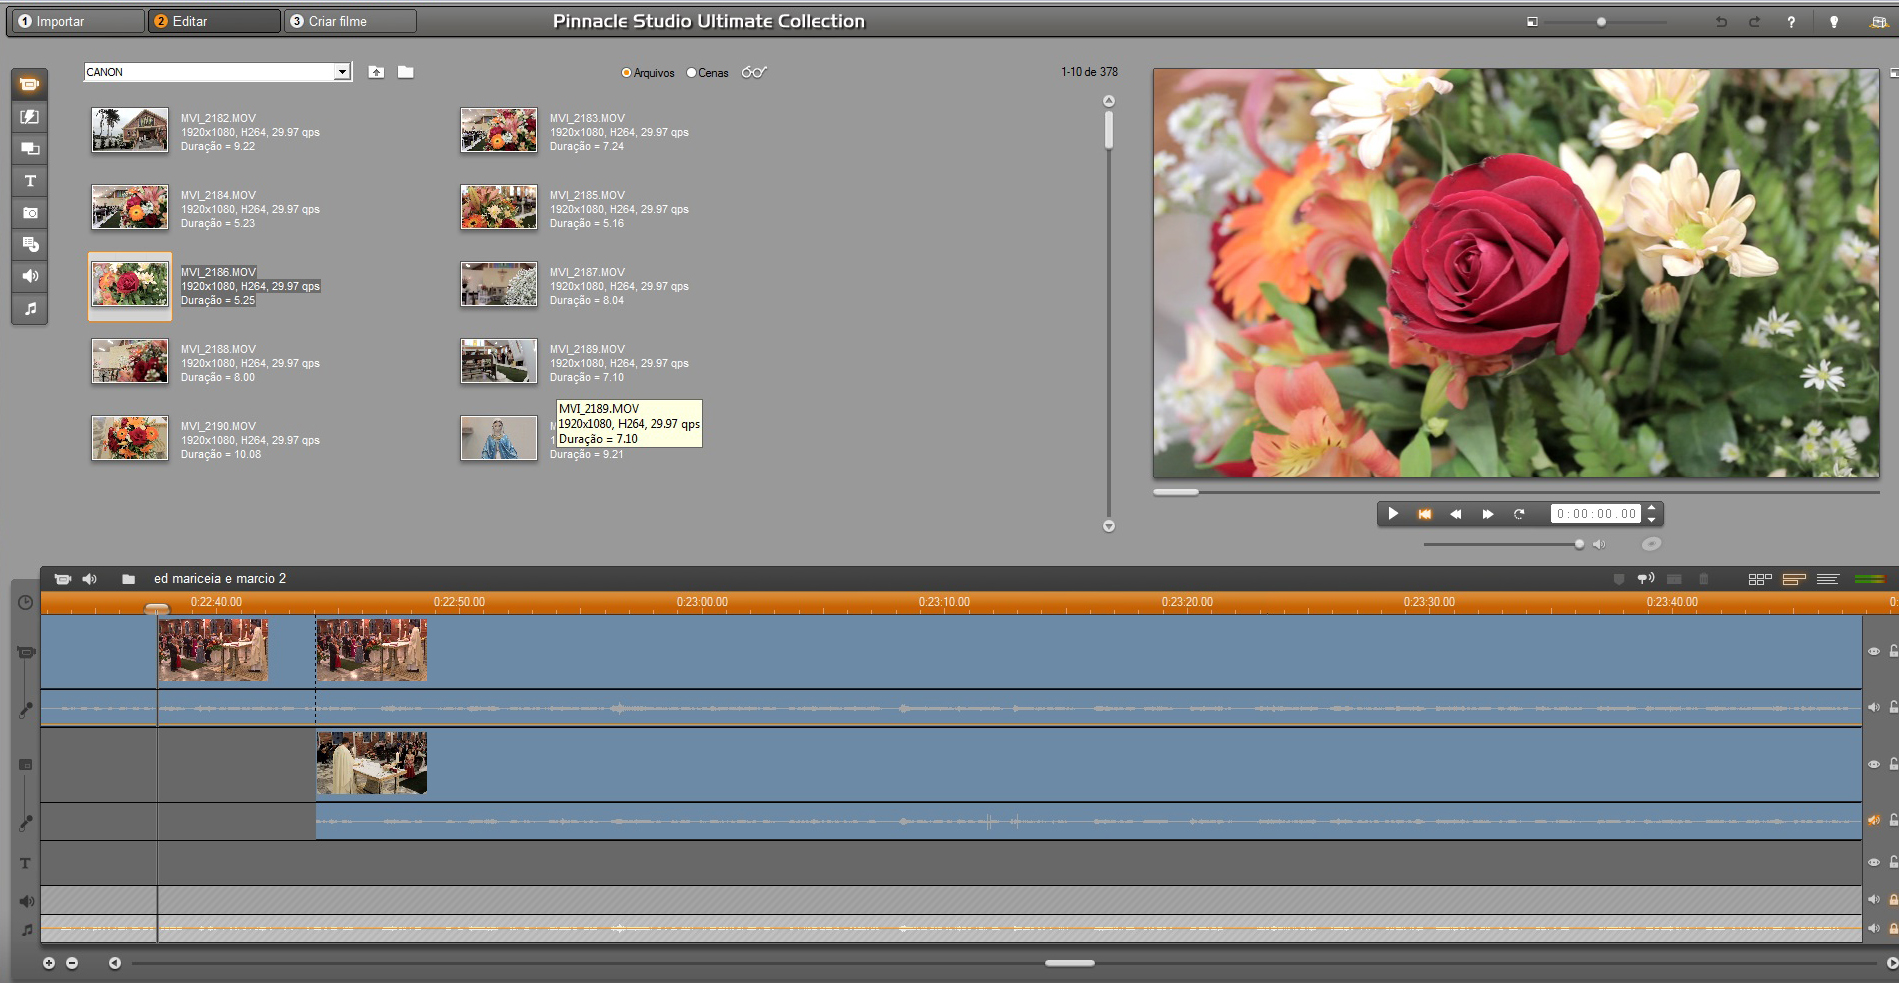 1 Importar
2 Editar
3 Criar filme
Pinnacle Studio Ultimate Collection
?
CANON
Arquivos
Cenas
1-10 de 378
MVI_2182.MOV
1920x1080, H264, 29.97 qps
Duração = 9.22
MVI_2183.MOV
1920x1080, H264, 29.97 qps
Duração = 7.24
MVI_2184.MOV
1920x1080, H264, 29.97 qps
Duração = 5.23
MVI_2185.MOV
1920x1080, H264, 29.97 qps
Duração = 5.16
MVI_2186.MOV
1920x1080, H264, 29.97 qps
Duração = 5.25
MVI_2187.MOV
1920x1080, H264, 29.97 qps
Duração = 8.04
MVI_2188.MOV
1920x1080, H264, 29.97 qps
Duração = 8.00
MVI_2189.MOV
1920x1080, H264, 29.97 qps
Duração = 7.10
MVI_2190.MOV
1920x1080, H264, 29.97 qps
Duração = 10.08
MVI_2189.MOV
1920x1080, H264, 29.97 qps
Duração = 7.10
Duração = 9.21
T
0:00:00.00
ed mariceia e marcio 2
0:22:40.00
0:22:50.00
0:23:00.00
0:23:10.00
0:23:20.00
0:23:30.00
0:23:40.00
T